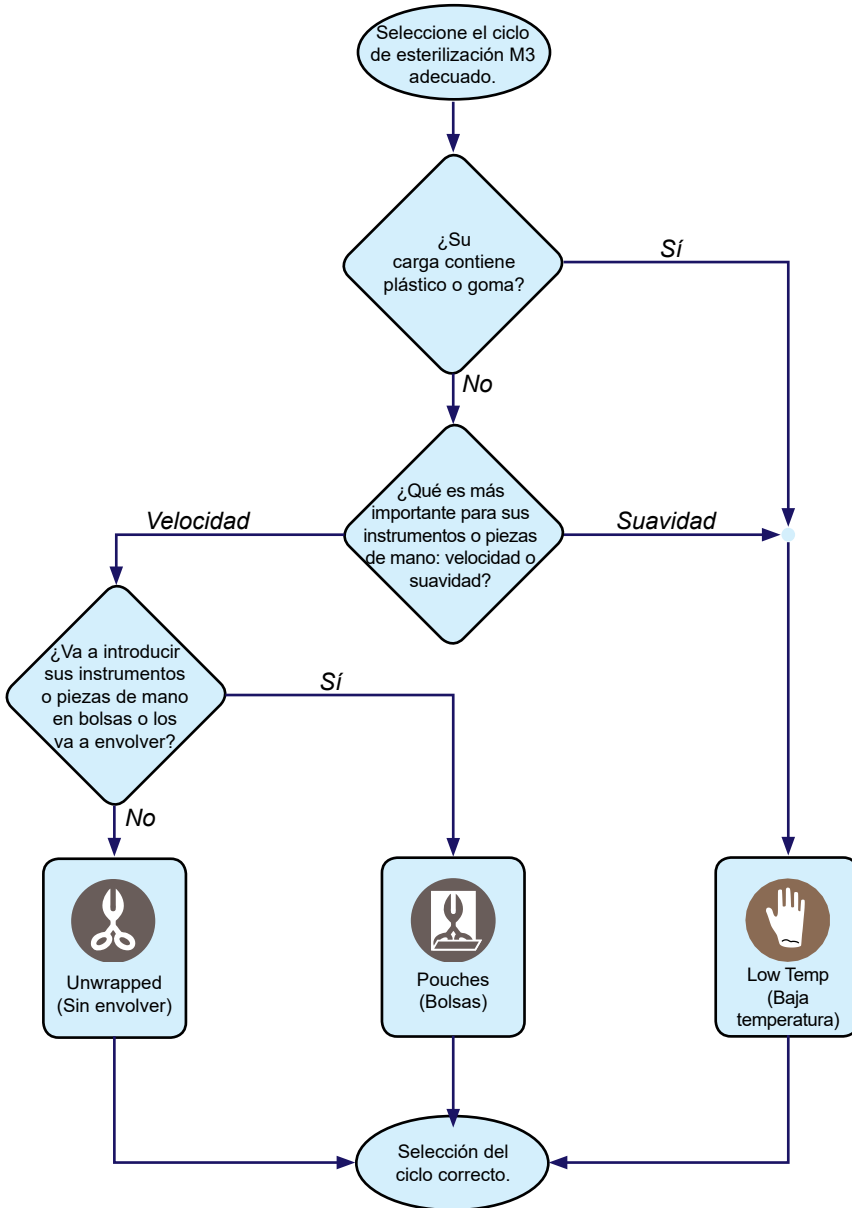 Seleccione el ciclo
de esterilización M3
adecuado.
¿Su
carga contiene
plástico o goma?
Sí
No
¿Qué es más
importante para sus
instrumentos o piezas
de mano: velocidad o
suavidad?
Velocidad
Suavidad
¿Va a introducir
sus instrumentos
o piezas de mano
en bolsas o los
va a envolver?
Sí
No
Unwrapped
(Sin envolver)
Pouches
(Bolsas)
Low Temp
(Baja
temperatura)
Selección del
ciclo correcto.